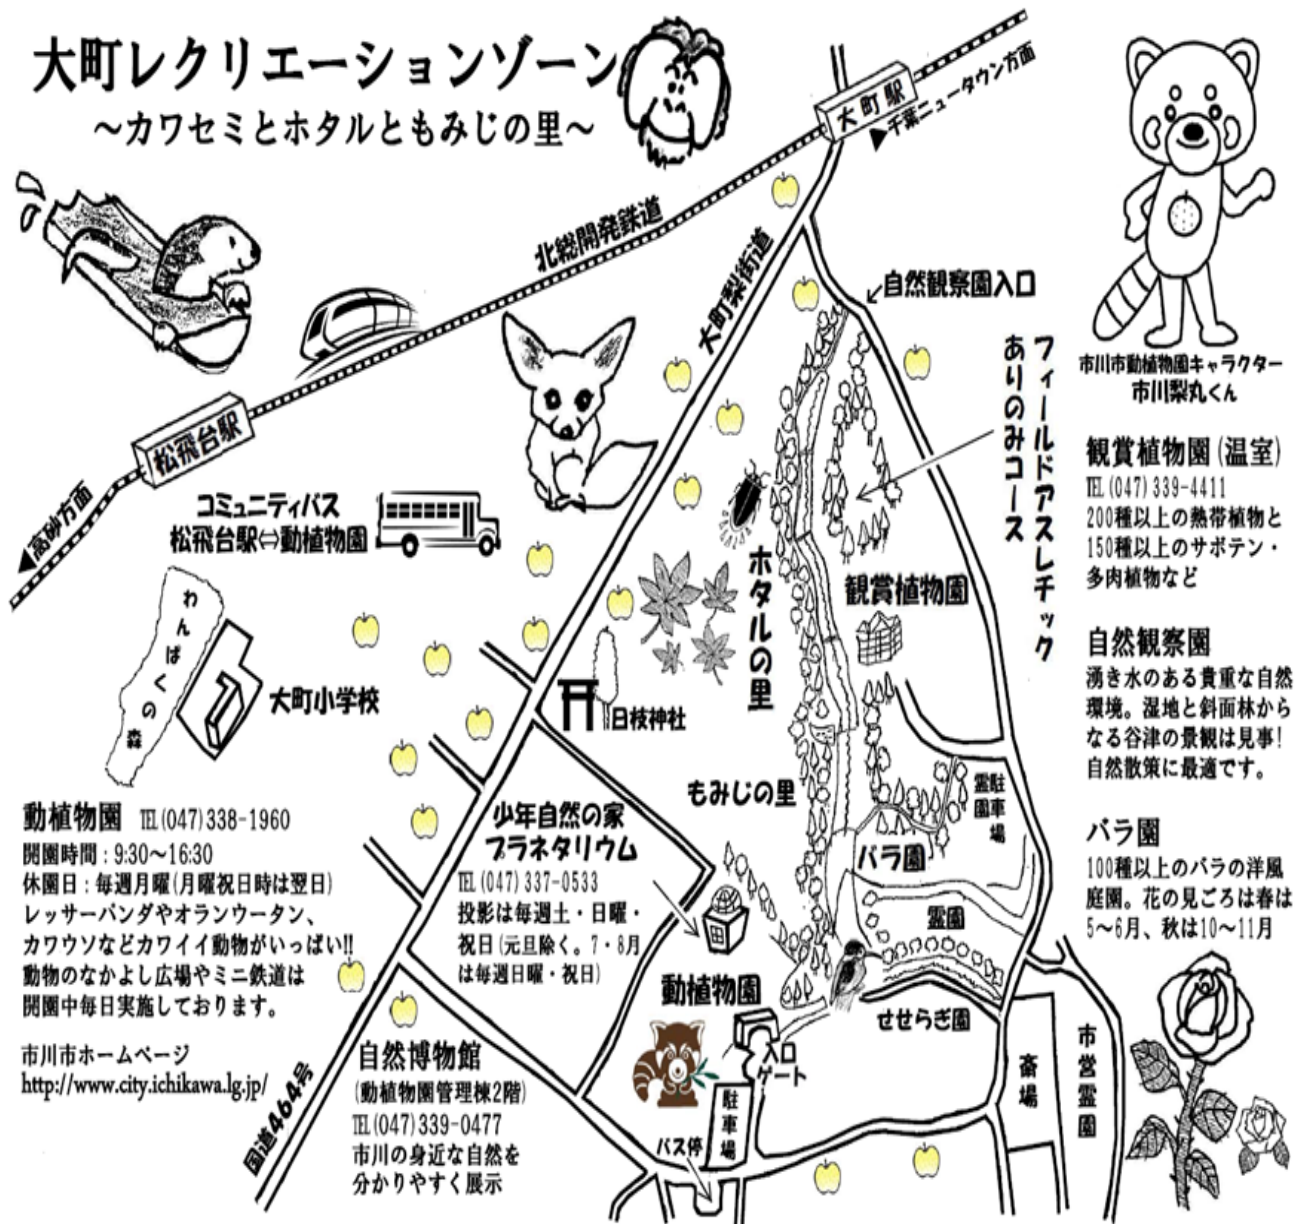 大町レクリエーションゾーン
～カワセミとホタルともみじの里～
大町駅
千葉ニュータウン方面
北総開発鉄道
大町梨街道
自然観察園入口
フィールドアスレチック
ありのみコース
市川市動植物園キャラクター
市川梨丸くん
松飛台駅
高砂方面
コミュニティバス
松飛台駅⇔動植物園
わんぱくの森
大町小学校
ホタルの里
観賞植物園
日枝神社
もみじの里
霊園
駐車場
バラ園
霊園
せせらぎ園
観賞植物園(温室)
TEL(047)339-4411
200種以上の熱帯植物と
150種以上のサボテン・
多肉植物など
自然観察園
湧き水のある貴重な自然
環境。湿地と斜面林から
なる谷津の景観は見事!
自然散策に最適です。
バラ園
100種以上のバラの洋風
庭園。花の見ごろは春は
5～6月、秋は10～11月
動植物園 TEL(047)338-1960
開園時間：9:30～16:30
休園日：毎週月曜(月曜祝日時は翌日)
レッサーパンダやオランウータン、
カワウソなどカワイイ動物がいっぱい!!
動物のなかよし広場やミニ鉄道は
開園中毎日実施しております。
市川市ホームページ
http://www.city.ichikawa.lg.jp/
少年自然の家
プラネタリウム
TEL(047)337-0533
投影は毎週土・日曜・
祝日(元旦除く。7・8月
は毎週日曜・祝日)
動植物園
入口
ゲート
駐車場
バス停
自然博物館
(動植物園管理棟2階)
TEL(047)339-0477
市川の身近な自然を
分かりやすく展示
国道464号
斎場
市営霊園